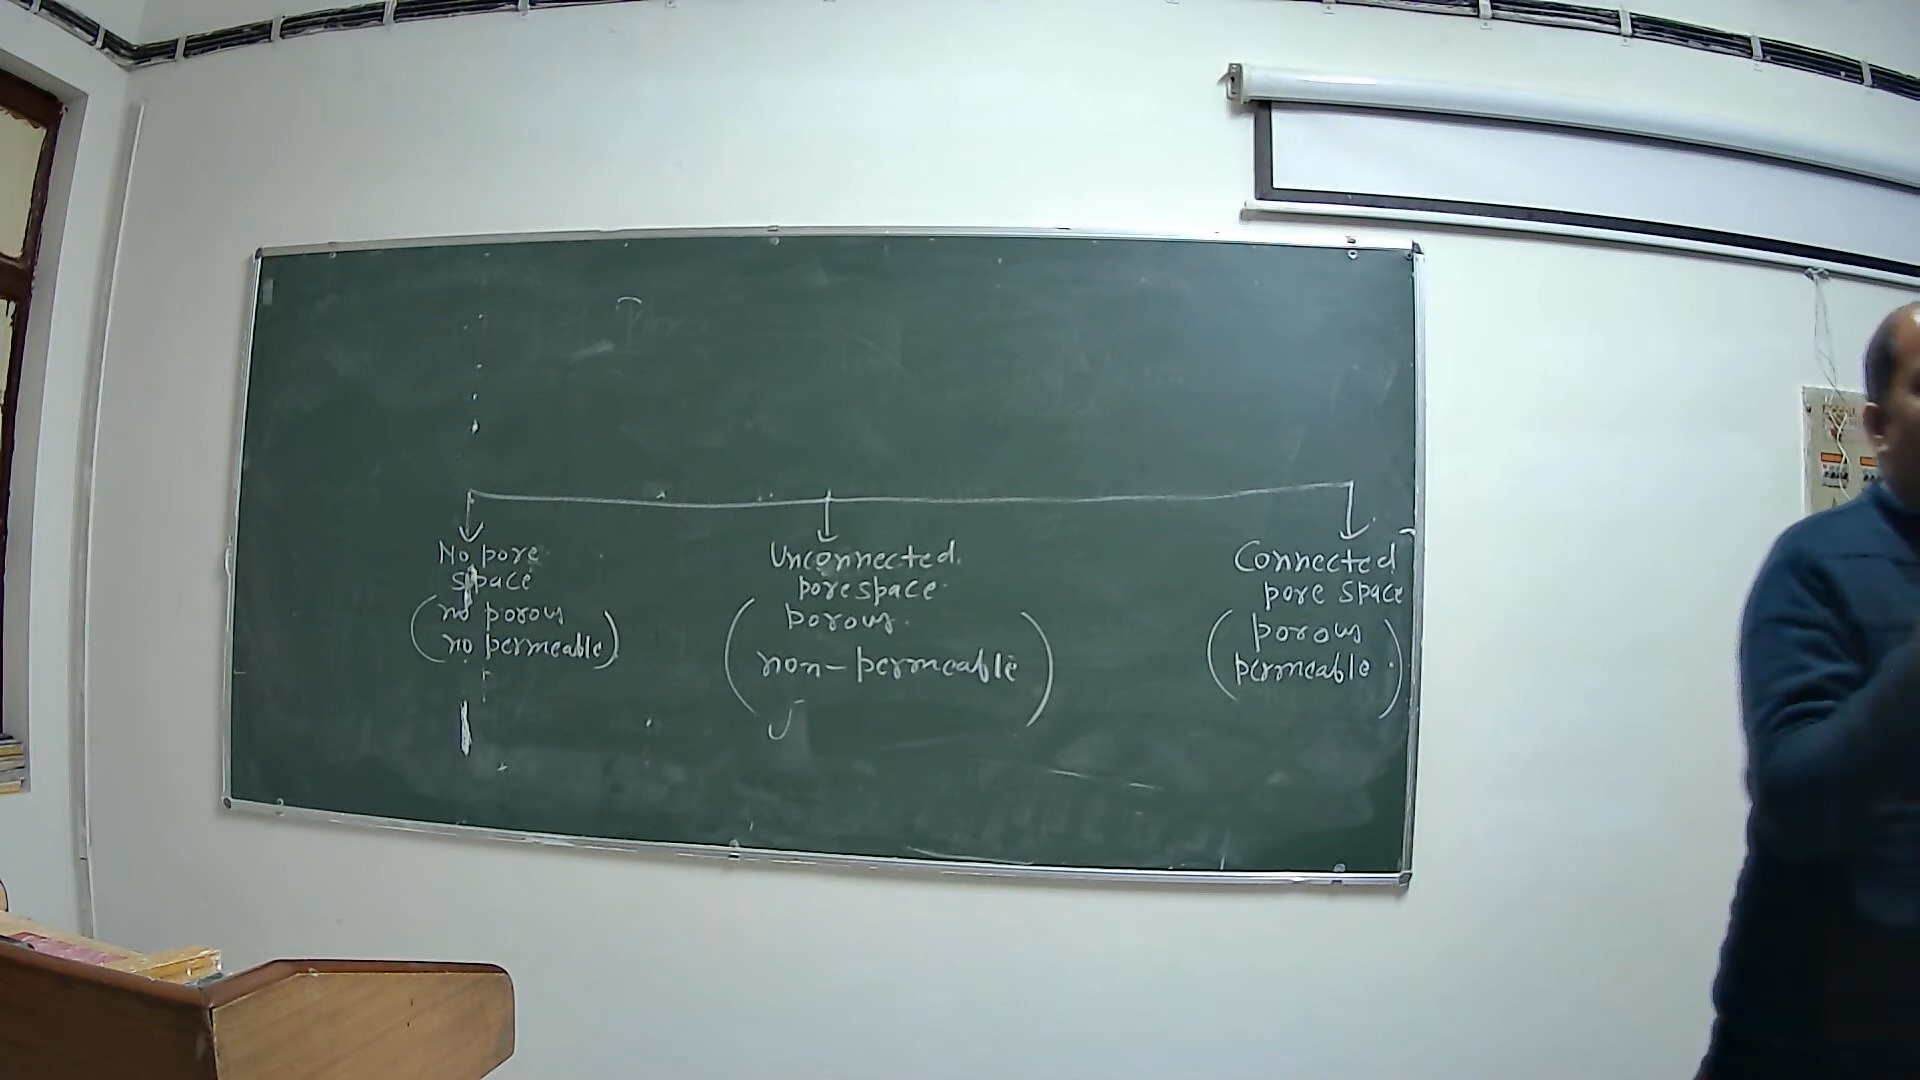 No pore
space
(no porous
no permeable)
Unconnected
pore space
(porous
non-permeable)
Connected
pore space
(porous
permeable)